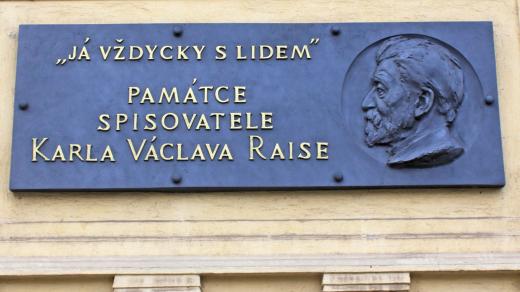 „JÁ VŽDYCKY S LIDEM“
PAMÁTCE
SPISOVATELE
KARLA VÁCLAVA RAISE